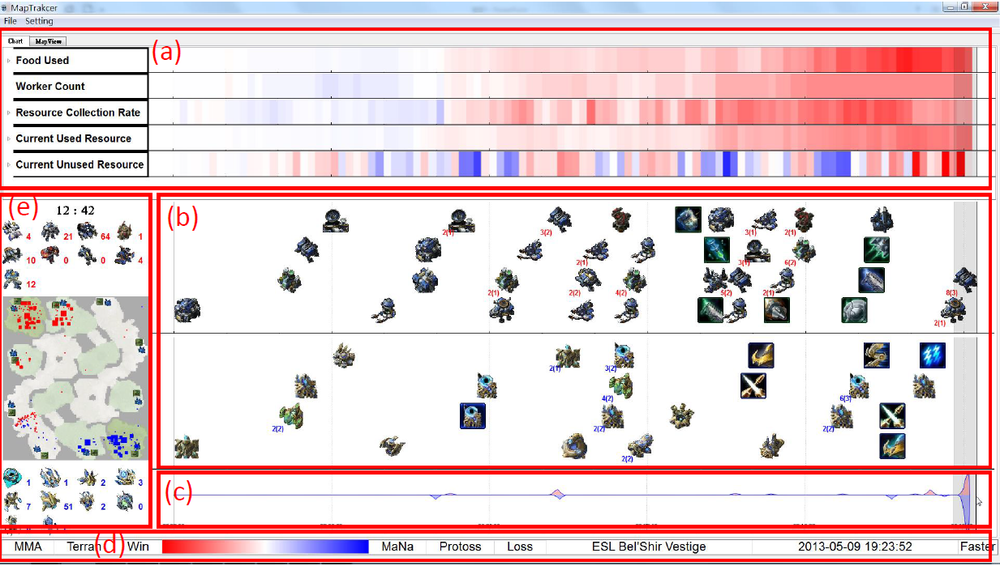 MapTrakcer
File Setting
Chart MapView
(a)
Food Used
Worker Count
Resource Collection Rate
Current Used Resource
Current Unused Resource
(e)
12 : 42
4 21 64 1
10 0 0 4
12
1 1 2 3
7 51 2 0
(b)
2(1) 3(2) 3(1) 2(1)
2(1) 3(1) 6(2)
2(1) 2(2) 4(2) 5(2) 2(1) 8(3)
2(1)
2(1) 3(2)
4(2) 6(3)
2(2) 2(2) 2(2)
2(2)
(c)
(d)
MMA Terran Win MaNa Protoss Loss ESL Bel'Shir Vestige 2013-05-09 19:23:52 Faster